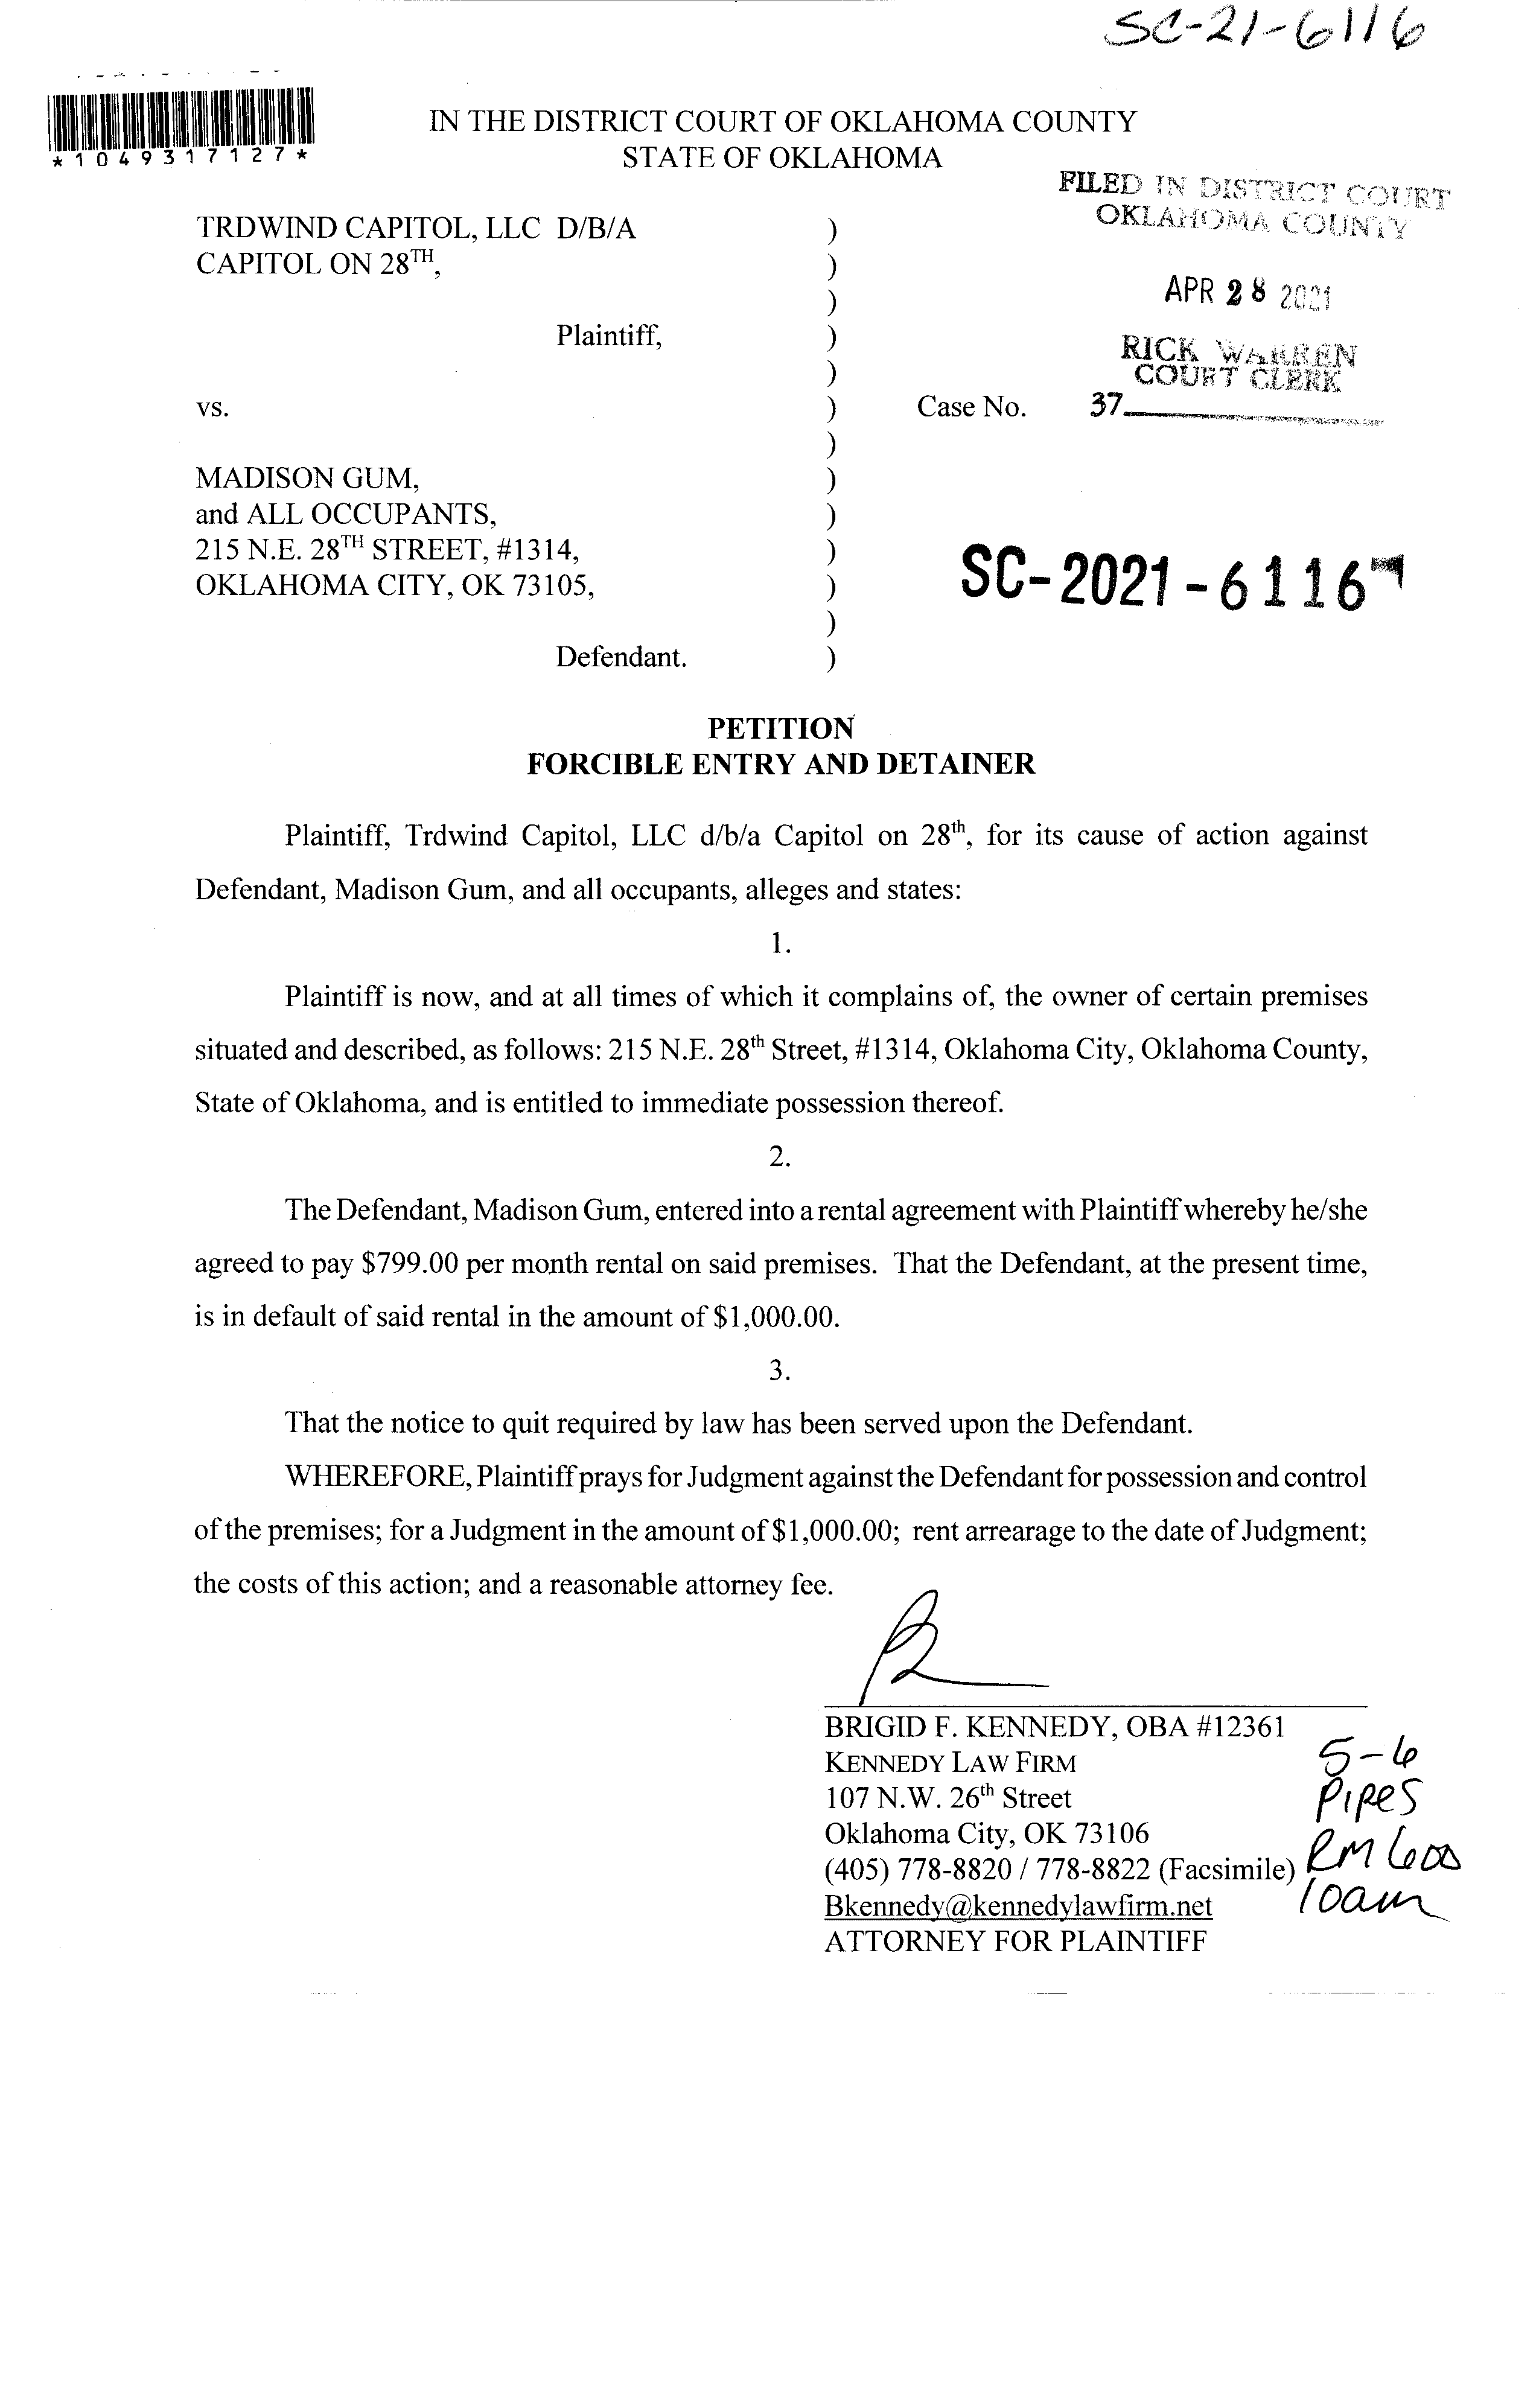 SC-21-6116
*1049317127*
IN THE DISTRICT COURT OF OKLAHOMA COUNTY
STATE OF OKLAHOMA
FILED IN DISTRICT COURT
OKLAHOMA COUNTY
APR 28 2021
RICK WARREN
COURT CLERK
37
TRDWIND CAPITOL, LLC D/B/A )
CAPITOL ON 28TH, )
)
Plaintiff, )
)
vs. ) Case No.
)
MADISON GUM, )
and ALL OCCUPANTS, )
215 N.E. 28TH STREET, #1314, )
OKLAHOMA CITY, OK 73105, )
)
Defendant. )
SC-2021-6116
PETITION
FORCIBLE ENTRY AND DETAINER
Plaintiff, Trdwind Capitol, LLC d/b/a Capitol on 28th, for its cause of action against
Defendant, Madison Gum, and all occupants, alleges and states:
1.
Plaintiff is now, and at all times of which it complains of, the owner of certain premises
situated and described, as follows: 215 N.E. 28th Street, #1314, Oklahoma City, Oklahoma County,
State of Oklahoma, and is entitled to immediate possession thereof.
2.
The Defendant, Madison Gum, entered into a rental agreement with Plaintiff whereby he/she
agreed to pay $799.00 per month rental on said premises. That the Defendant, at the present time,
is in default of said rental in the amount of $1,000.00.
3.
That the notice to quit required by law has been served upon the Defendant.
WHEREFORE, Plaintiff prays for Judgment against the Defendant for possession and control
of the premises; for a Judgment in the amount of $1,000.00; rent arrearage to the date of Judgment;
the costs of this action; and a reasonable attorney fee.
BRIGID F. KENNEDY, OBA #12361
KENNEDY LAW FIRM
107 N.W. 26th Street
Oklahoma City, OK 73106
(405) 778-8820 / 778-8822 (Facsimile)
Bkennedy@kennedylawfirm.net
ATTORNEY FOR PLAINTIFF
5-6
Pipes
RM 600
10am